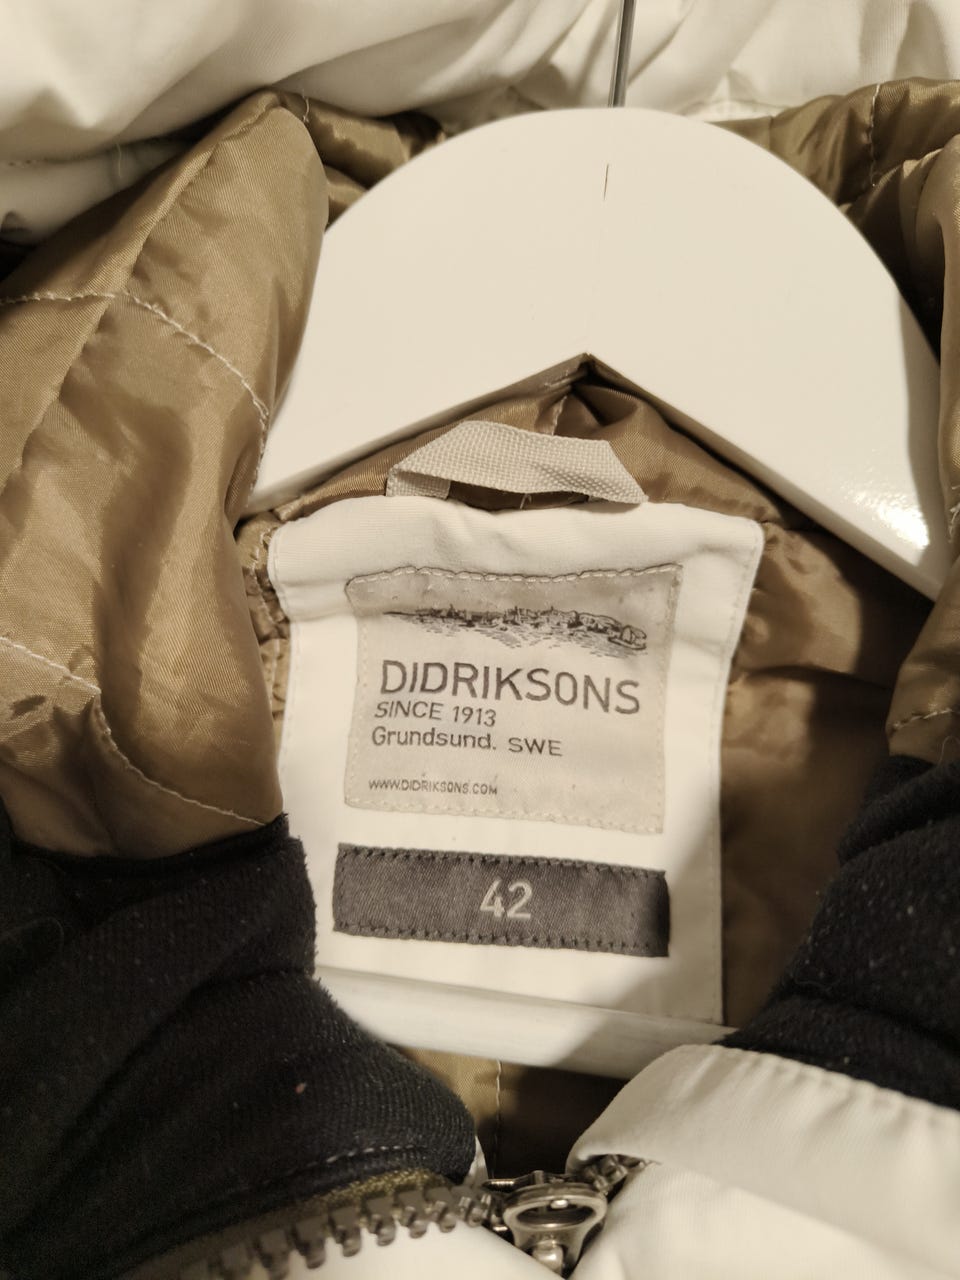 DIDRIKSONS
SINCE 1913
Grundsund. SWE
WWW.DIDRIKSONS.COM
42